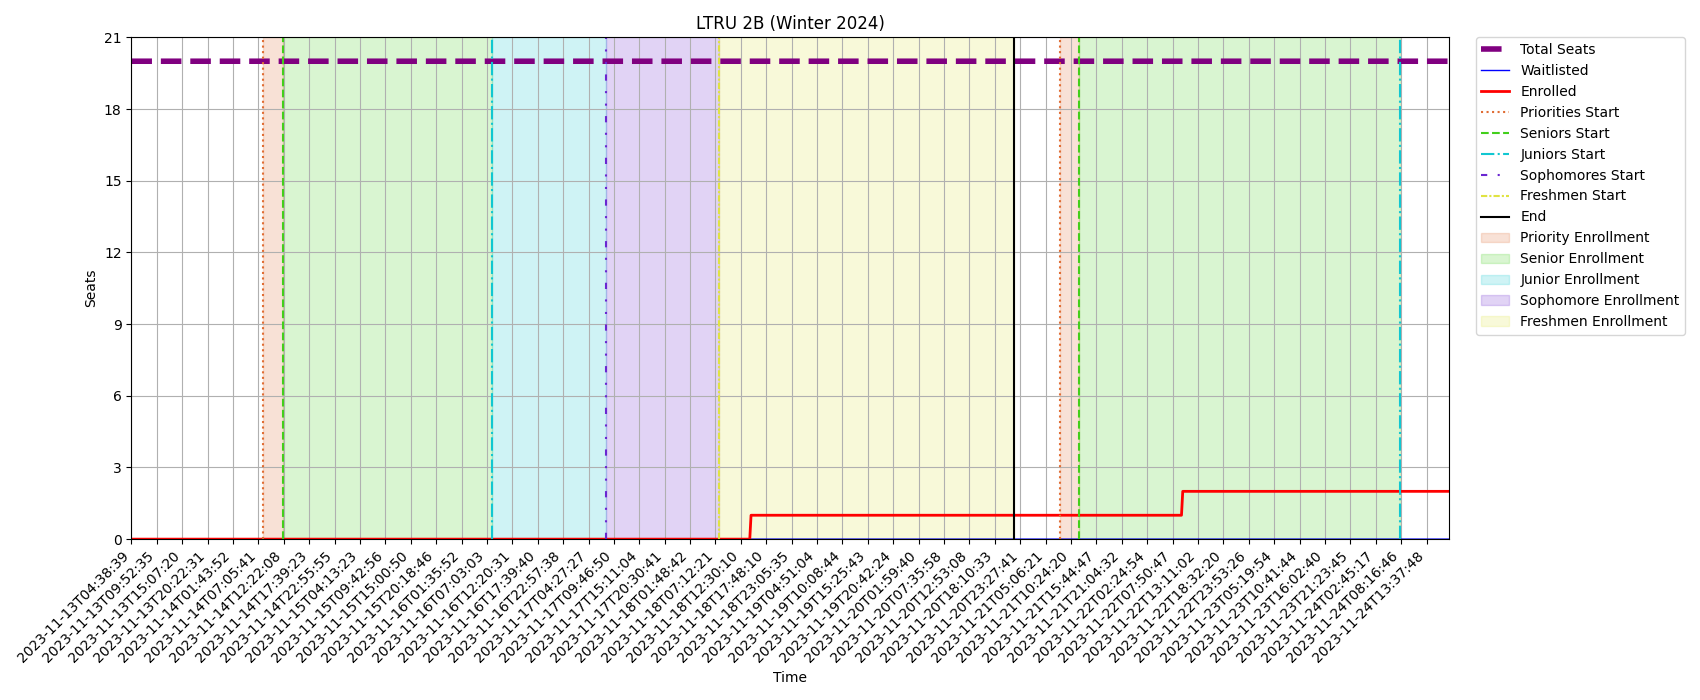 LTRU 2B (Winter 2024)
21
18
15
12
9
6
3
0
Seats
2023-11-13T04:38:39
2023-11-13T09:52:35
2023-11-13T15:07:20
2023-11-13T20:22:31
2023-11-14T01:43:52
2023-11-14T07:05:41
2023-11-14T12:22:08
2023-11-14T17:39:23
2023-11-14T22:55:55
2023-11-15T04:13:23
2023-11-15T09:42:56
2023-11-15T15:00:50
2023-11-15T20:18:46
2023-11-16T01:35:52
2023-11-16T07:03:03
2023-11-16T12:20:31
2023-11-16T17:39:40
2023-11-16T22:57:38
2023-11-17T04:27:27
2023-11-17T09:46:50
2023-11-17T15:11:04
2023-11-17T20:30:41
2023-11-18T01:48:42
2023-11-18T07:12:21
2023-11-18T12:30:10
2023-11-18T17:48:10
2023-11-18T23:05:35
2023-11-19T04:51:04
2023-11-19T10:08:44
2023-11-19T15:25:43
2023-11-19T20:42:24
2023-11-20T01:59:40
2023-11-20T07:35:58
2023-11-20T12:53:08
2023-11-20T18:10:33
2023-11-20T23:27:41
2023-11-21T05:06:21
2023-11-21T10:24:20
2023-11-21T15:44:47
2023-11-21T21:04:32
2023-11-22T02:24:54
2023-11-22T07:50:47
2023-11-22T13:11:02
2023-11-22T18:32:20
2023-11-22T23:53:26
2023-11-23T05:19:54
2023-11-23T10:41:44
2023-11-23T16:02:40
2023-11-23T21:23:45
2023-11-24T02:45:17
2023-11-24T08:16:46
2023-11-24T13:37:48
Time
Total Seats
Waitlisted
Enrolled
Priorities Start
Seniors Start
Juniors Start
Sophomores Start
Freshmen Start
End
Priority Enrollment
Senior Enrollment
Junior Enrollment
Sophomore Enrollment
Freshmen Enrollment